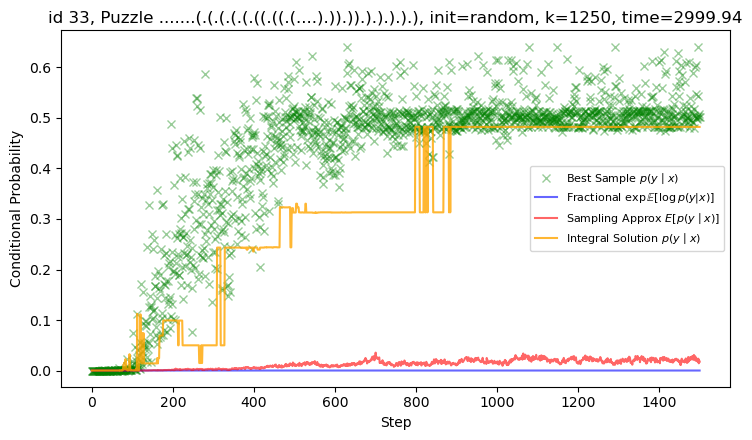 id 33, Puzzle .......(.(.(.(.(.((.((.(....).)).)).).).).).), init=random, k=1250, time=2999.94
Conditional Probability
0.6
0.5
0.4
0.3
0.2
0.1
0.0
Best Sample p(y | x)
Fractional exp𝔼[log p(y|x)]
Sampling Approx E[p(y | x)]
Integral Solution p(y | x)
0 200 400 600 800 1000 1200 1400
Step